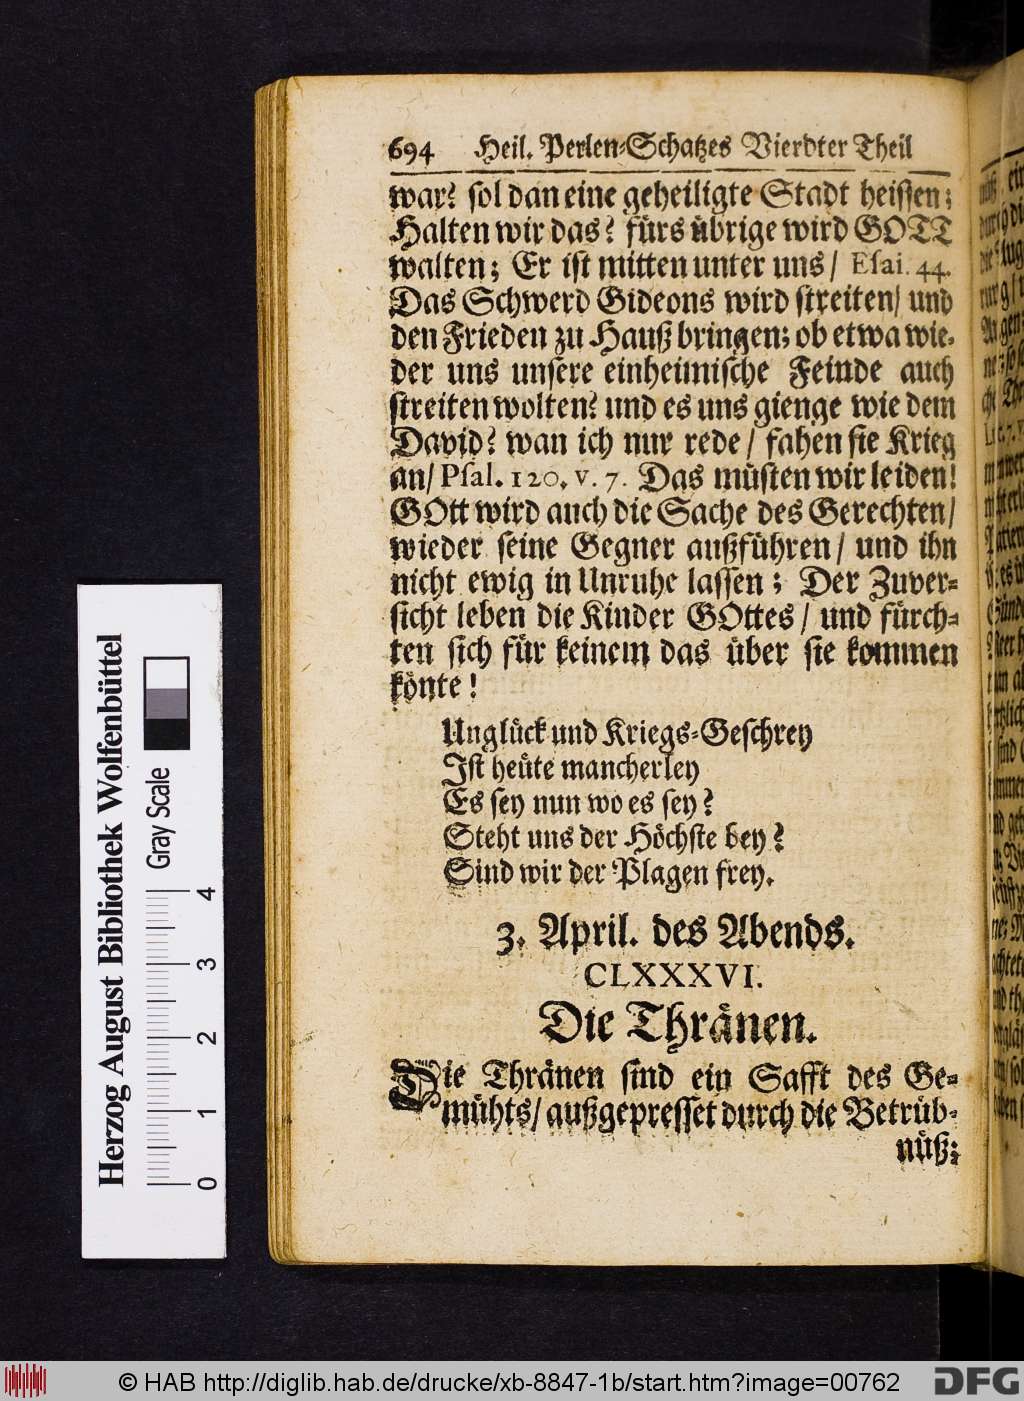 694 Heil. Perlen-Schatzes Vierdter Theil
war? sol dan eine geheiligte Stadt heissen;
Halten wir das? fürs übrige wird GOTT
walten; Er ist mitten unter uns/ Esai. 44.
Das Schwerd Gideons wird streiten/ und
den Frieden zu Hauß bringen; ob etwa wie-
der uns unsere einheimische Feinde auch
streiten wolten? und es uns gienge wie dem
David? wan ich nur rede/ fahen sie Krieg
an/ Psal. 120. v. 7. Das müsten wir leiden!
GOtt wird auch die Sache des Gerechten/
wieder seine Gegner außführen/ und ihn
nicht ewig in Unruhe lassen; Der Zuver-
sicht leben die Kinder GOttes/ und fürch-
ten sich für keinem das über sie kommen
könte!
Unglück und Kriegs-Geschrey
Ist heüte mancherley
Es sey nun wo es sey?
Steht uns der Höchste bey?
Sind wir der Plagen frey.
3. April. des Abends.
CLXXXVI.
Die Thränen.
Die Thränen sind ein Safft des Ge-
mühts/ außgepresset durch die Betrüb-
nüß;
Herzog August Bibliothek Wolfenbüttel
Gray Scale
0 1 2 3 4
© HAB http://diglib.hab.de/drucke/xb-8847-1b/start.htm?image=00762
DFG